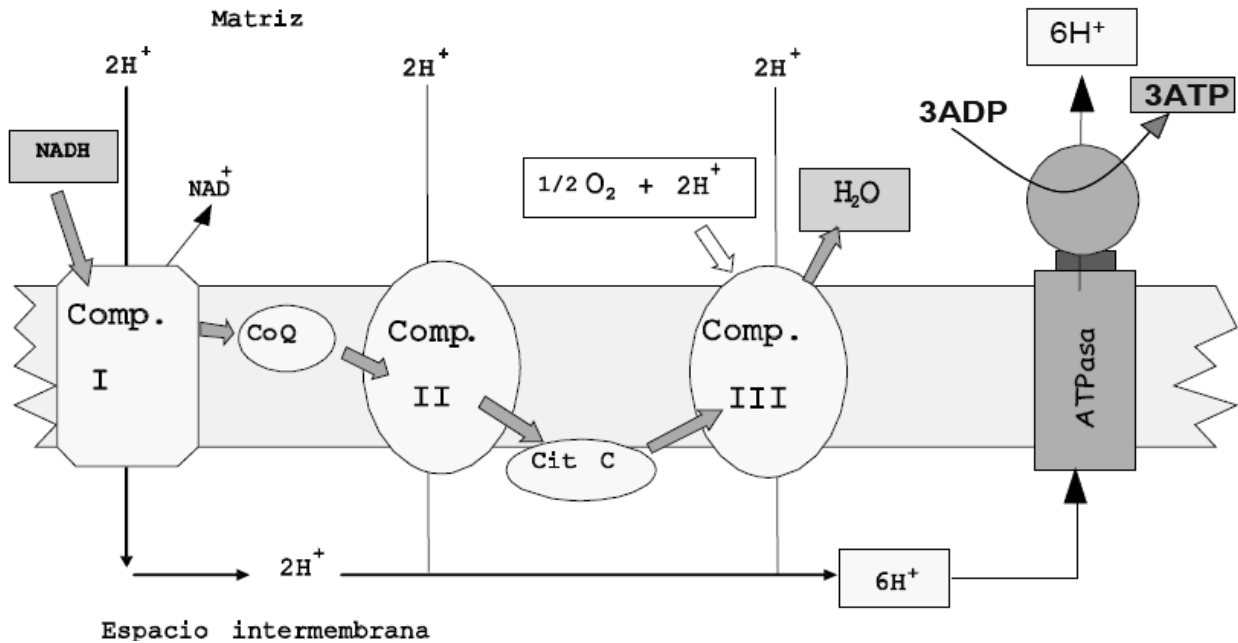 Matriz
6H⁺
2H⁺
2H⁺
2H⁺
3ADP
3ATP
NADH
NAD⁺
1/2 O₂ + 2H⁺
H₂O
Comp.
I
CoQ
Comp.
II
Comp.
III
Cit C
ATPasa
2H⁺
6H⁺
Espacio intermembrana